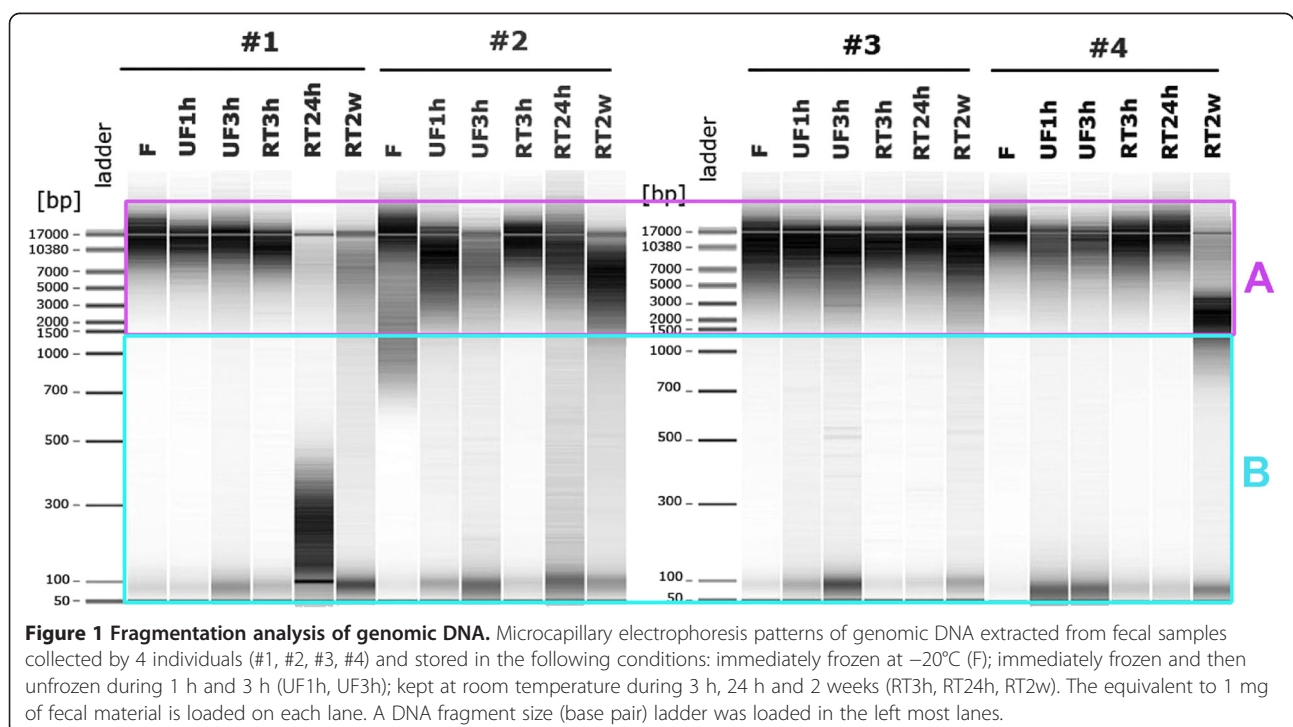 #1 #2 #3 #4
ladder F UF1h UF3h RT3h RT24h RT2w F UF1h UF3h RT3h RT24h RT2w ladder F UF1h UF3h RT3h RT24h RT2w F UF1h UF3h RT3h RT24h RT2w
[bp] [bp]
17000 17000
10380 10380
7000 7000
5000 5000
3000 3000
2000 2000
1500 1500
A
1000 1000
700 700
500 500
B
300 300
100 100
50 50
Figure 1 Fragmentation analysis of genomic DNA. Microcapillary electrophoresis patterns of genomic DNA extracted from fecal samples
collected by 4 individuals (#1, #2, #3, #4) and stored in the following conditions: immediately frozen at −20°C (F); immediately frozen and then
unfrozen during 1 h and 3 h (UF1h, UF3h); kept at room temperature during 3 h, 24 h and 2 weeks (RT3h, RT24h, RT2w). The equivalent to 1 mg
of fecal material is loaded on each lane. A DNA fragment size (base pair) ladder was loaded in the left most lanes.